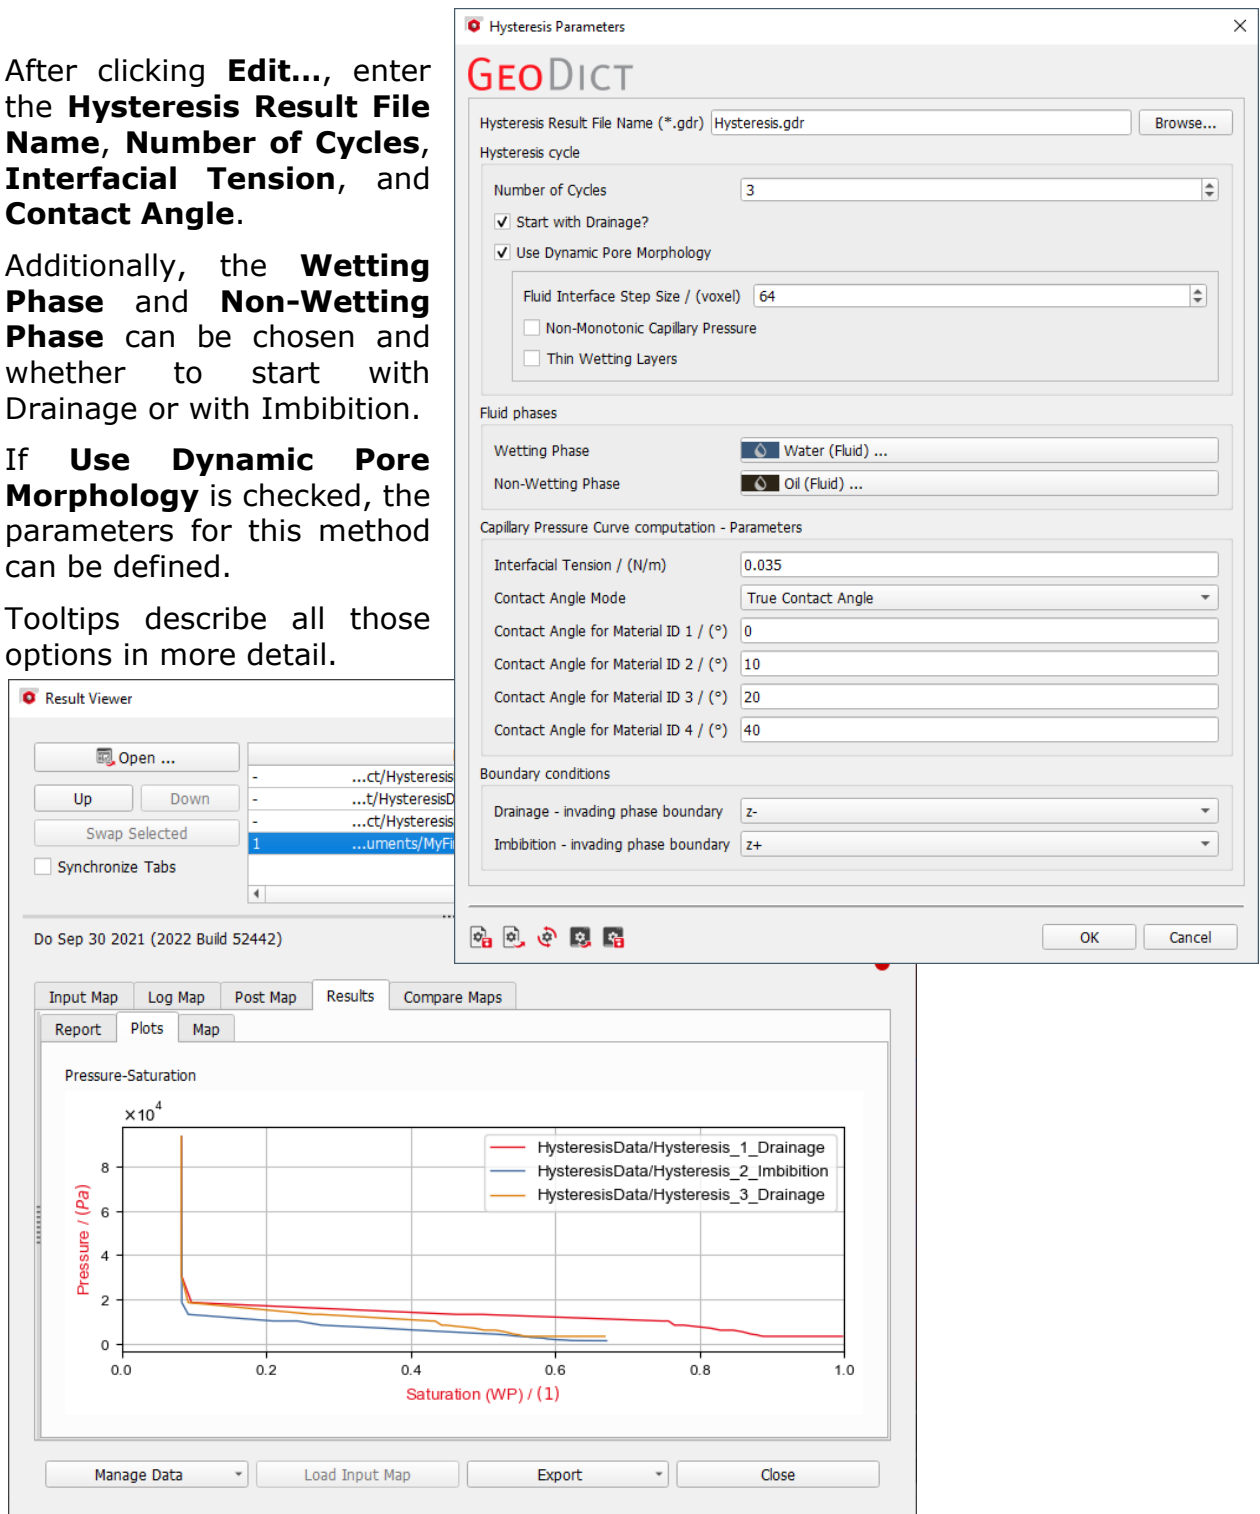 After clicking Edit…, enter
the Hysteresis Result File
Name, Number of Cycles,
Interfacial Tension, and
Contact Angle.
Additionally, the Wetting
Phase and Non-Wetting
Phase can be chosen and
whether to start with
Drainage or with Imbibition.
If Use Dynamic Pore
Morphology is checked, the
parameters for this method
can be defined.
Tooltips describe all those
options in more detail.
Hysteresis Parameters
GEODICT
Hysteresis Result File Name (*.gdr) Hysteresis.gdr Browse...
Hysteresis cycle
Number of Cycles 3
Start with Drainage?
Use Dynamic Pore Morphology
Fluid Interface Step Size / (voxel) 64
Non-Monotonic Capillary Pressure
Thin Wetting Layers
Fluid phases
Wetting Phase Water (Fluid) ...
Non-Wetting Phase Oil (Fluid) ...
Capillary Pressure Curve computation - Parameters
Interfacial Tension / (N/m) 0.035
Contact Angle Mode True Contact Angle
Contact Angle for Material ID 1 / (°) 0
Contact Angle for Material ID 2 / (°) 10
Contact Angle for Material ID 3 / (°) 20
Contact Angle for Material ID 4 / (°) 40
Boundary conditions
Drainage - invading phase boundary z-
Imbibition - invading phase boundary z+
OK Cancel
Result Viewer
Open ...
Up Down
Swap Selected
Synchronize Tabs
- ...ct/Hysteresis
- ...t/HysteresisD
- ...ct/Hysteresis
1 ...uments/MyFi
Do Sep 30 2021 (2022 Build 52442)
Input Map Log Map Post Map Results Compare Maps
Report Plots Map
Pressure-Saturation
×10⁴
HysteresisData/Hysteresis_1_Drainage
HysteresisData/Hysteresis_2_Imbibition
HysteresisData/Hysteresis_3_Drainage
Pressure / (Pa)
8
6
4
2
0
0.0 0.2 0.4 0.6 0.8 1.0
Saturation (WP) / (1)
Manage Data Load Input Map Export Close